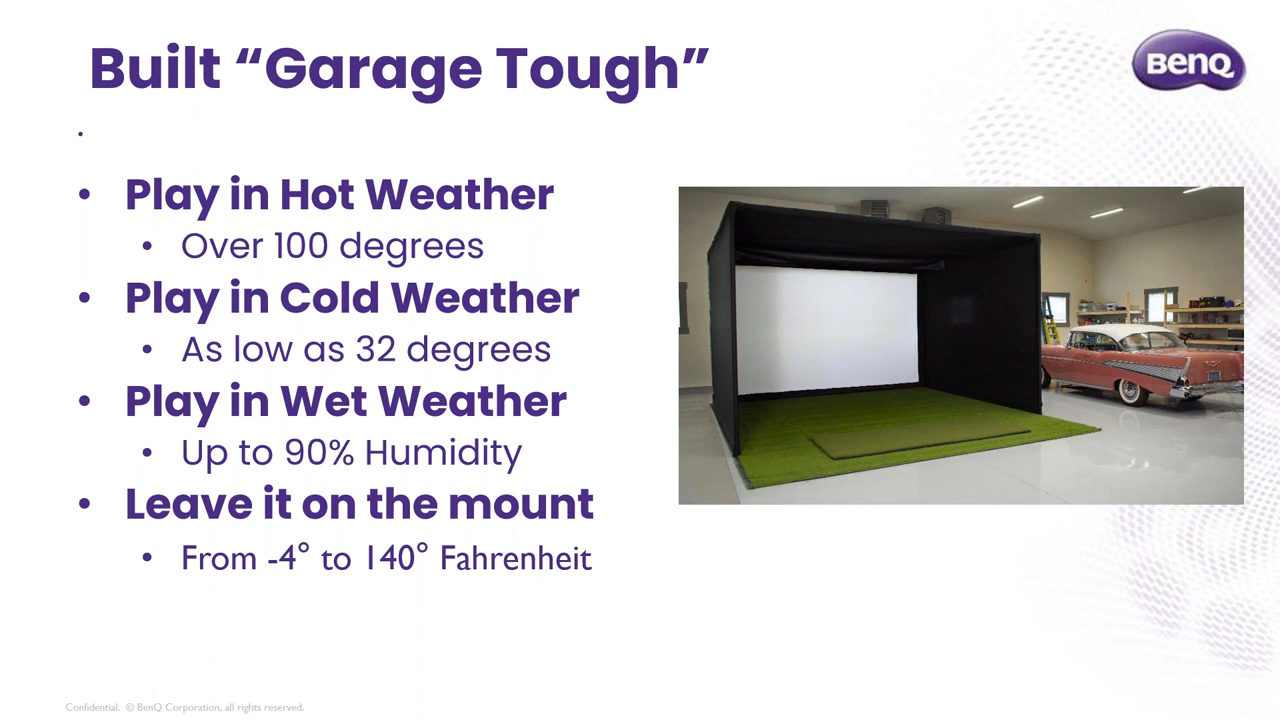 Built “Garage Tough”
BenQ
•
• Play in Hot Weather
• Over 100 degrees
• Play in Cold Weather
• As low as 32 degrees
• Play in Wet Weather
• Up to 90% Humidity
• Leave it on the mount
• From -4° to 140° Fahrenheit
Confidential. © BenQ Corporation, all rights reserved.